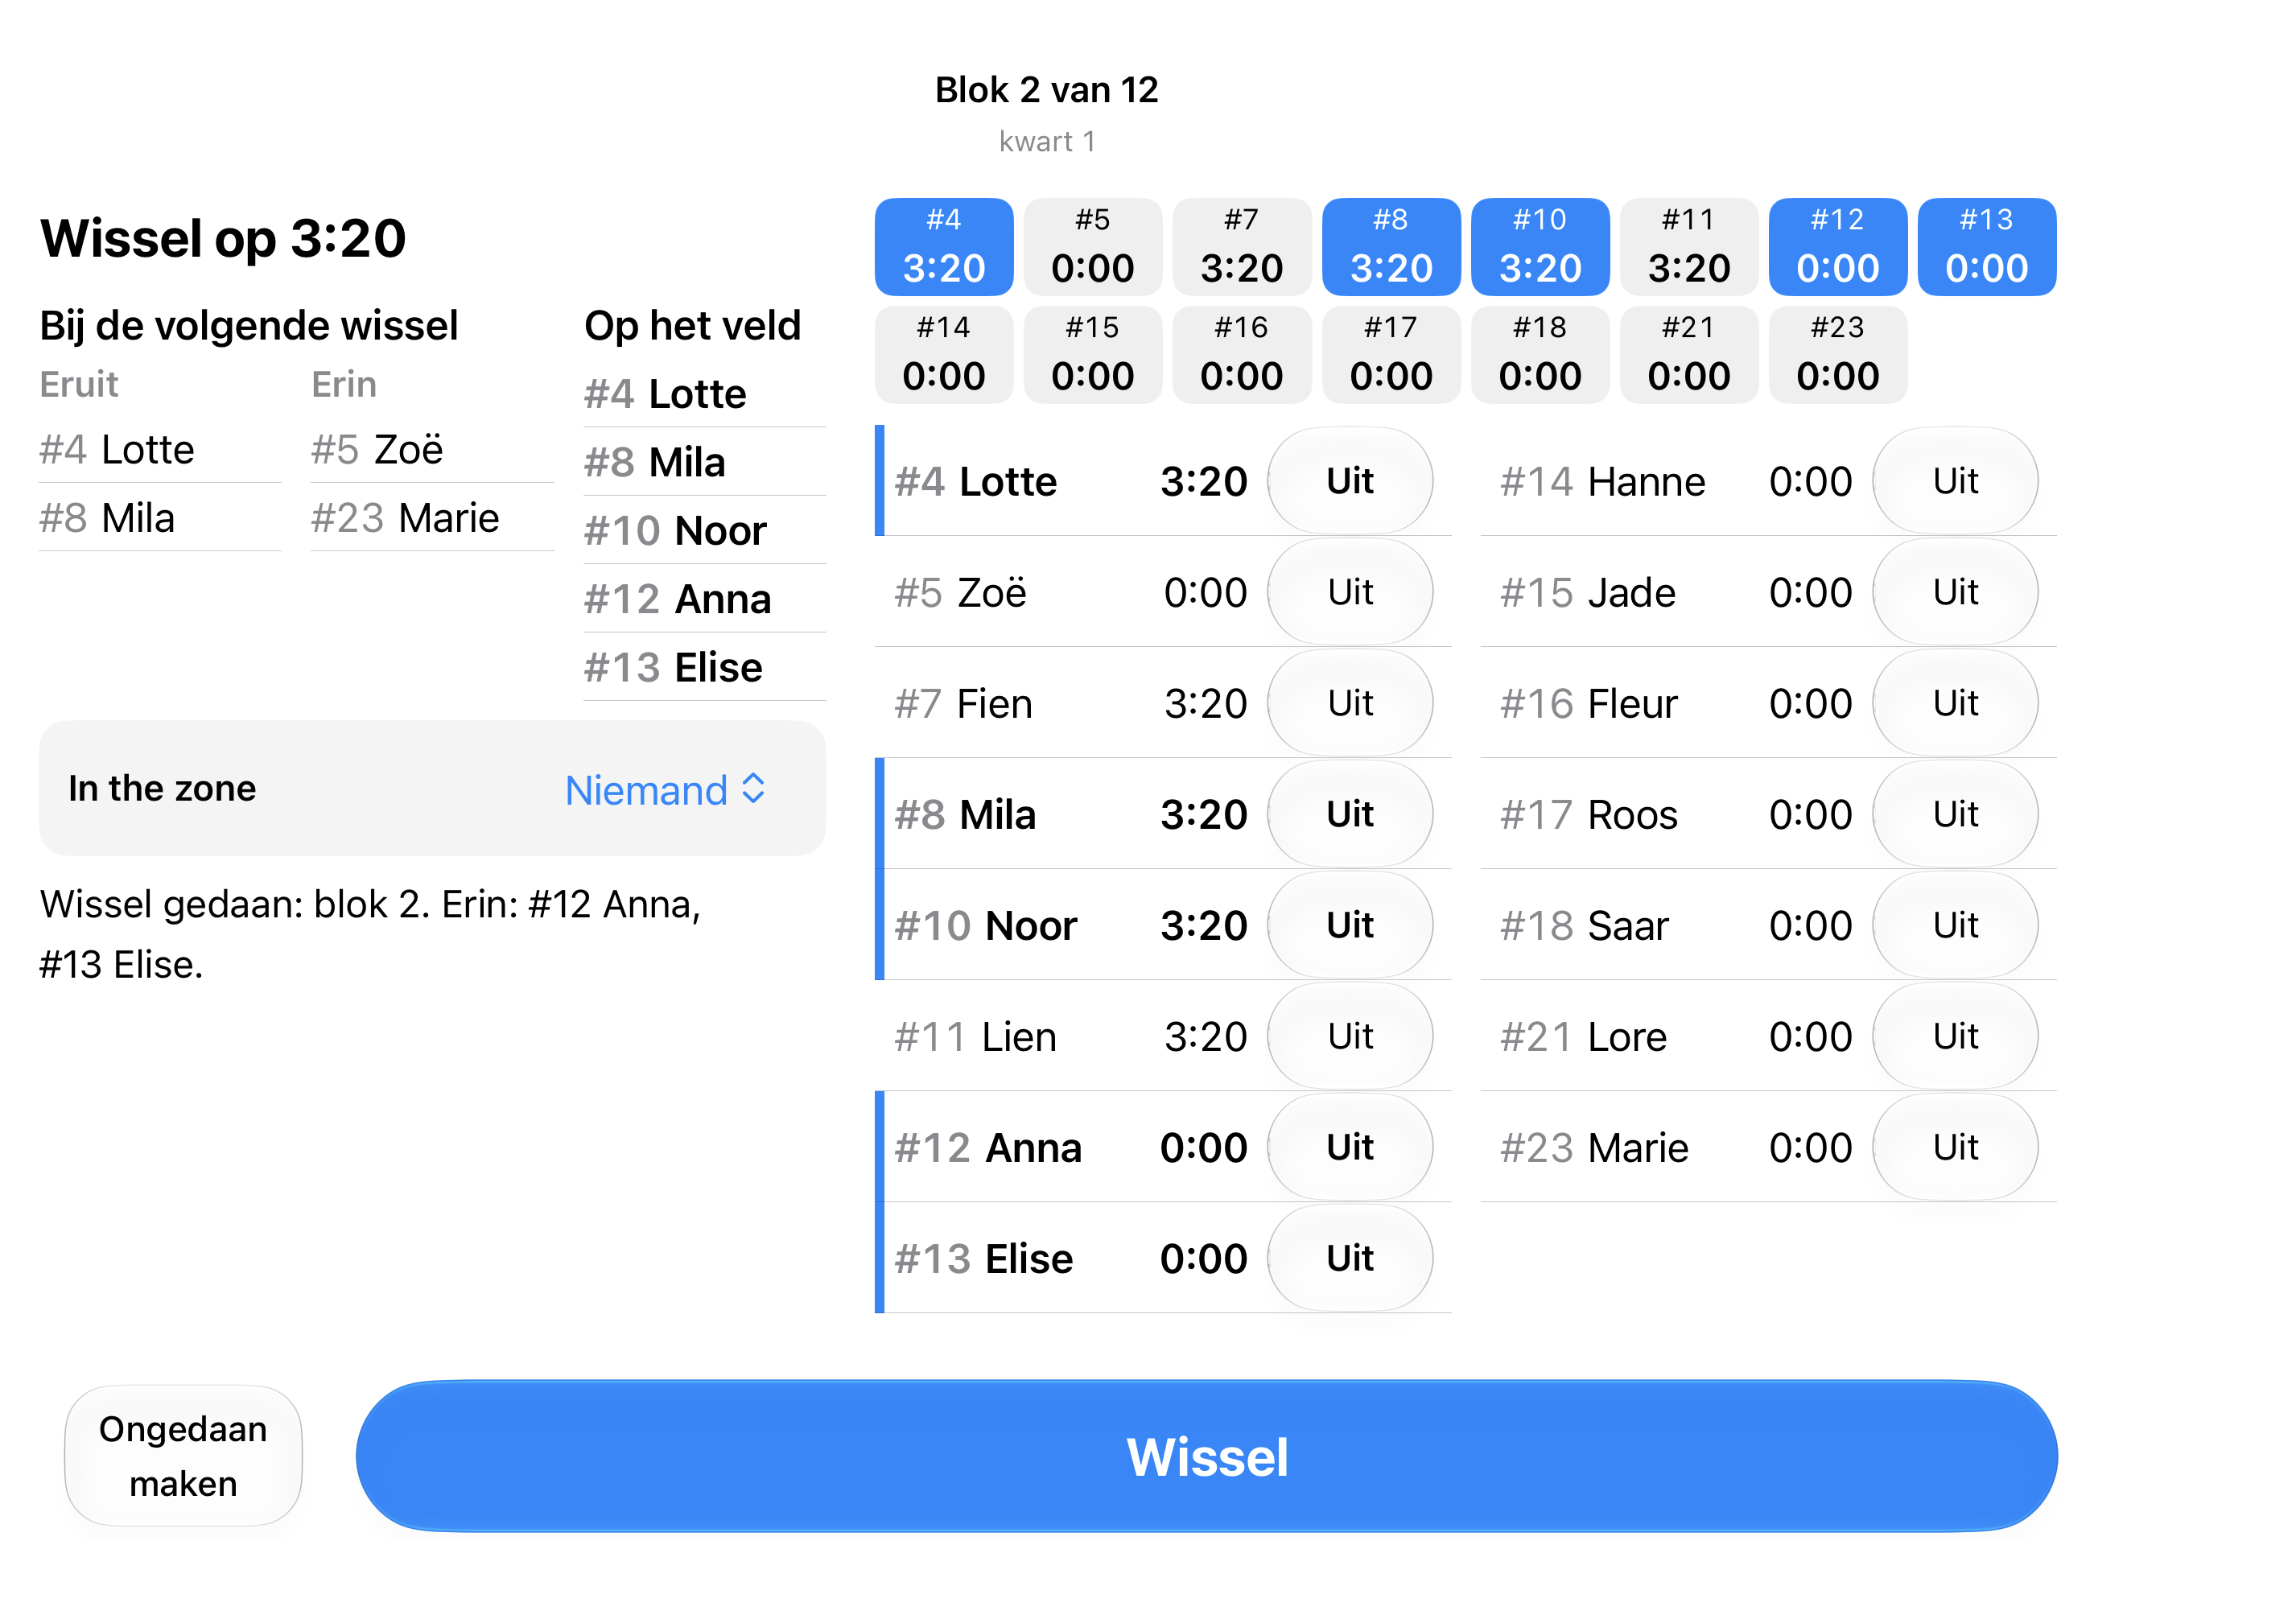 Blok 2 van 12
kwart 1
Wissel op 3:20
Bij de volgende wissel
Eruit Erin
#4 Lotte #5 Zoë
#8 Mila #23 Marie
Op het veld
#4 Lotte
#8 Mila
#10 Noor
#12 Anna
#13 Elise
In the zone Niemand
Wissel gedaan: blok 2. Erin: #12 Anna,
#13 Elise.
#4 #5 #7 #8 #10 #11 #12 #13
3:20 0:00 3:20 3:20 3:20 3:20 0:00 0:00
#14 #15 #16 #17 #18 #21 #23
0:00 0:00 0:00 0:00 0:00 0:00 0:00
#4 Lotte 3:20 Uit
#5 Zoë 0:00 Uit
#7 Fien 3:20 Uit
#8 Mila 3:20 Uit
#10 Noor 3:20 Uit
#11 Lien 3:20 Uit
#12 Anna 0:00 Uit
#13 Elise 0:00 Uit
#14 Hanne 0:00 Uit
#15 Jade 0:00 Uit
#16 Fleur 0:00 Uit
#17 Roos 0:00 Uit
#18 Saar 0:00 Uit
#21 Lore 0:00 Uit
#23 Marie 0:00 Uit
Ongedaan
maken
Wissel